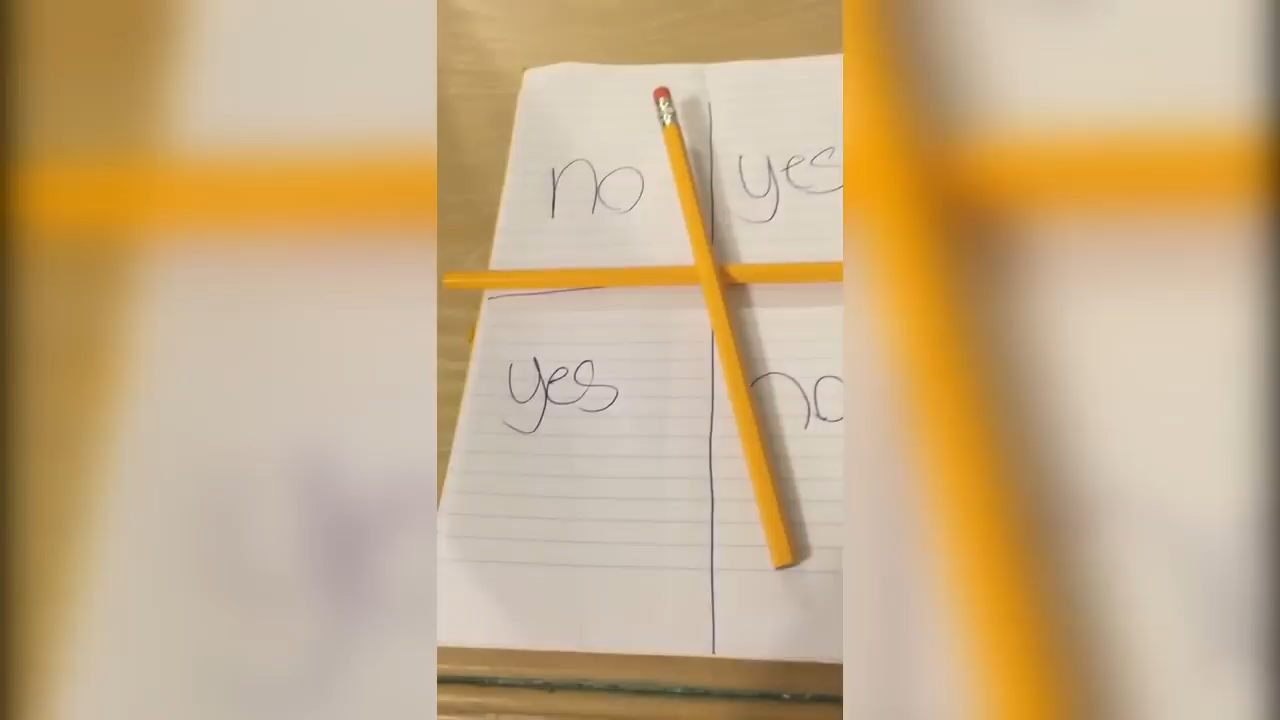 no yes
yes no